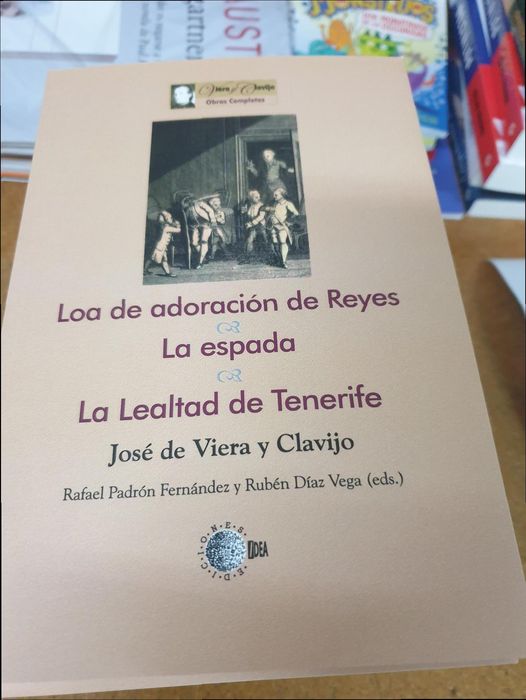 Viera y Clavijo
Obras Completas
Loa de adoración de Reyes
La espada
La Lealtad de Tenerife
José de Viera y Clavijo
Rafael Padrón Fernández y Rubén Díaz Vega (eds.)
EDICIONES
IDEA